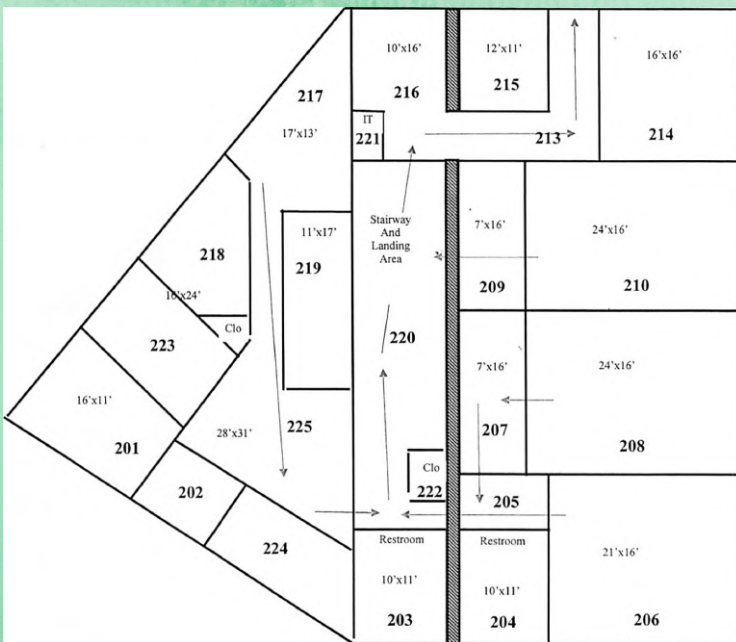 217
17'x13'
10'x16'
216
IT
221
12'x11'
215
213
16'x16'
214
218
16'x24'
Clo
223
16'x11'
201
202
224
28'x31'
225
11'x17'
219
Stairway
And
Landing
Area
220
Clo
222
7'x16'
209
24'x16'
210
7'x16'
207
24'x16'
208
205
Restroom
10'x11'
203
Restroom
10'x11'
204
21'x16'
206